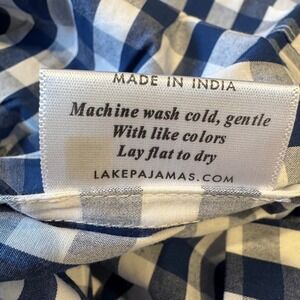 MADE IN INDIA
Machine wash cold, gentle
With like colors
Lay flat to dry
LAKEPAJAMAS.COM